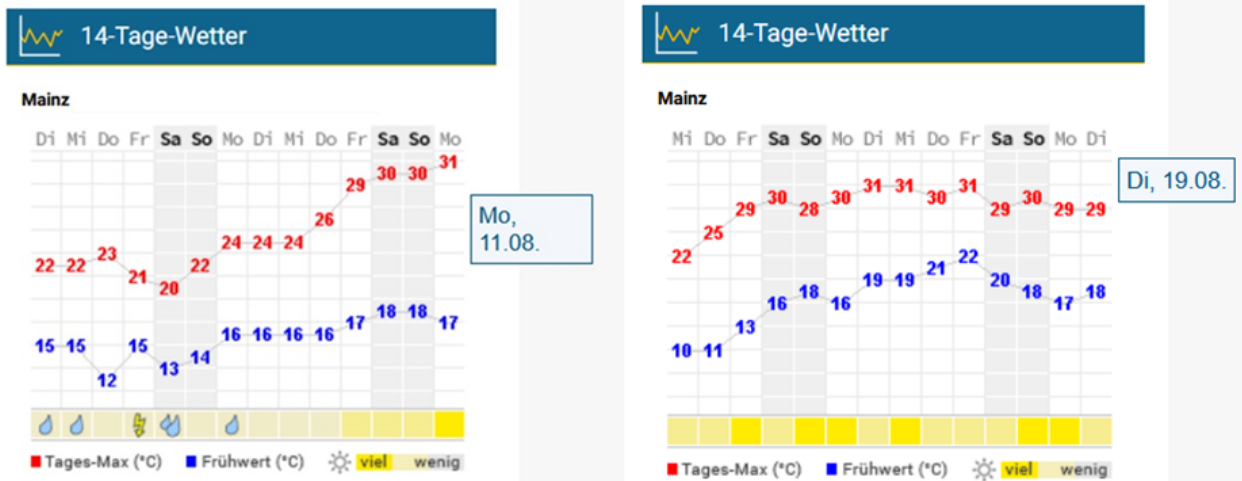 14-Tage-Wetter
Mainz
Di Mi Do Fr Sa So Mo Di Mi Do Fr Sa So Mo
22 22 23 21 20 22 24 24 24 26 29 30 30 31
15 15 12 15 13 14 16 16 16 16 17 18 18 17
Tages-Max (°C) Frühwert (°C) viel wenig
Mo,
11.08.
14-Tage-Wetter
Mainz
Mi Do Fr Sa So Mo Di Mi Do Fr Sa So Mo Di
22 25 29 30 28 30 31 31 30 31 29 30 29 29
10 11 13 16 18 16 19 19 21 22 20 18 17 18
Tages-Max (°C) Frühwert (°C) viel wenig
Di, 19.08.